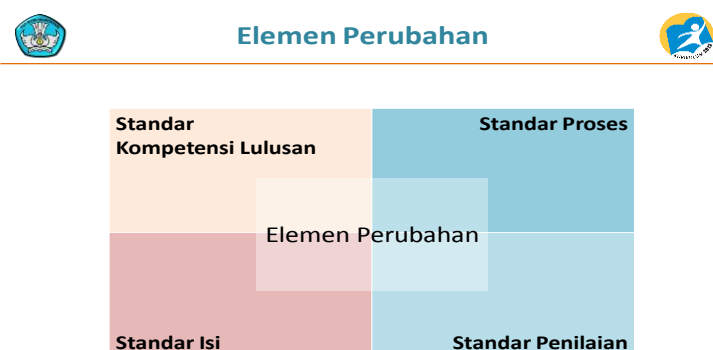 Elemen Perubahan
Standar
Kompetensi Lulusan
Standar Proses
Elemen Perubahan
Standar Isi
Standar Penilaian